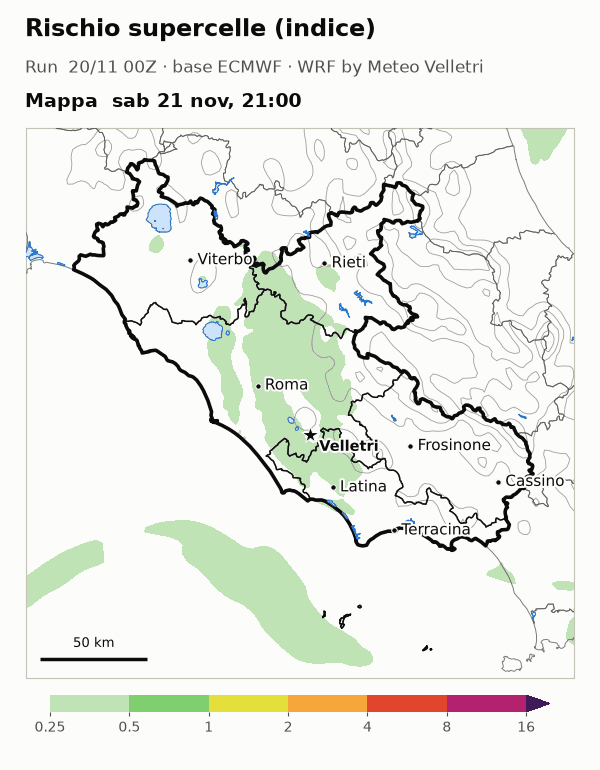 Rischio supercelle (indice)
Run  20/11 00Z · base ECMWF · WRF by Meteo Velletri
Mappa  sab 21 nov, 21:00
Viterbo
Rieti
Roma
Velletri
Frosinone
Latina
Cassino
Terracina
50 km
0.25 0.5 1 2 4 8 16